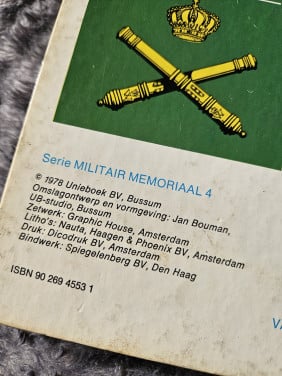 Serie MILITAIR MEMORIAAL 4
© 1978 Unieboek BV, Bussum
Omslagontwerp en vormgeving: Jan Bouman,
UB-studio, Bussum
Zetwerk: Graphic House, Amsterdam
Litho's: Nauta, Haagen & Phoenix BV, Amsterdam
Druk: Dicodruk BV, Amsterdam
Bindwerk: Spiegelenberg BV, Den Haag
ISBN 90 269 4553 1